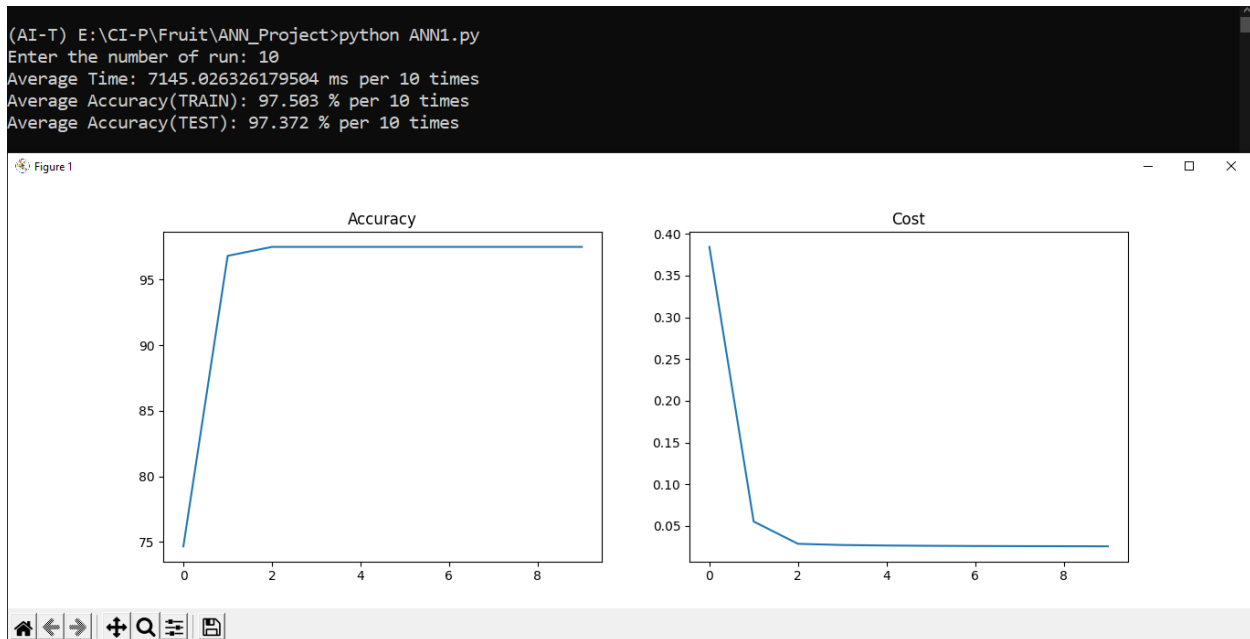 (AI-T) E:\CI-P\Fruit\ANN_Project>python ANN1.py
Enter the number of run: 10
Average Time: 7145.026326179504 ms per 10 times
Average Accuracy(TRAIN): 97.503 % per 10 times
Average Accuracy(TEST): 97.372 % per 10 times
Figure 1
Accuracy
95
90
85
80
75
0 2 4 6 8
Cost
0.40
0.35
0.30
0.25
0.20
0.15
0.10
0.05
0 2 4 6 8